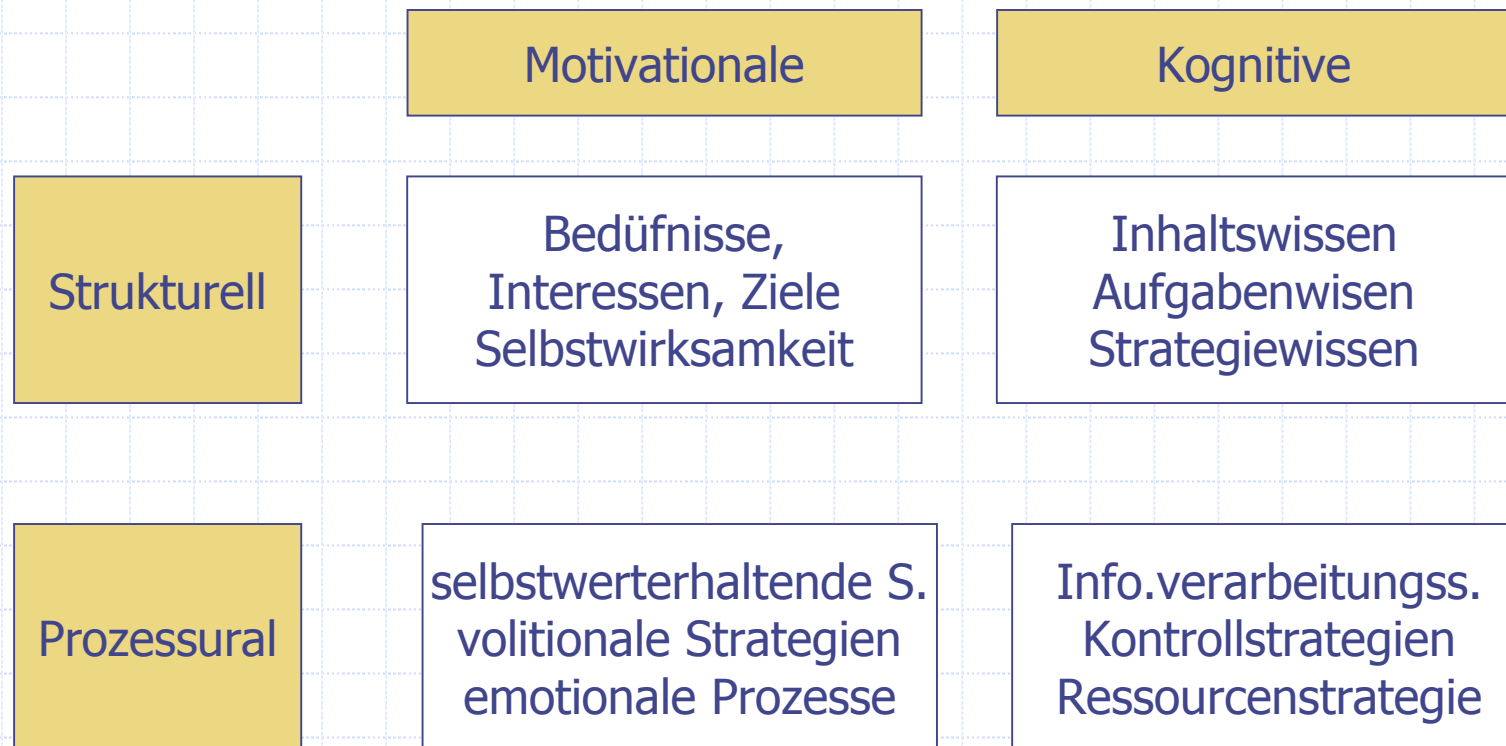 Motivationale
Kognitive
Strukturell
Bedüfnisse,
Interessen, Ziele
Selbstwirksamkeit
Inhaltswissen
Aufgabenwisen
Strategiewissen
Prozessural
selbstwerterhaltende S.
volitionale Strategien
emotionale Prozesse
Info.verarbeitungss.
Kontrollstrategien
Ressourcenstrategie